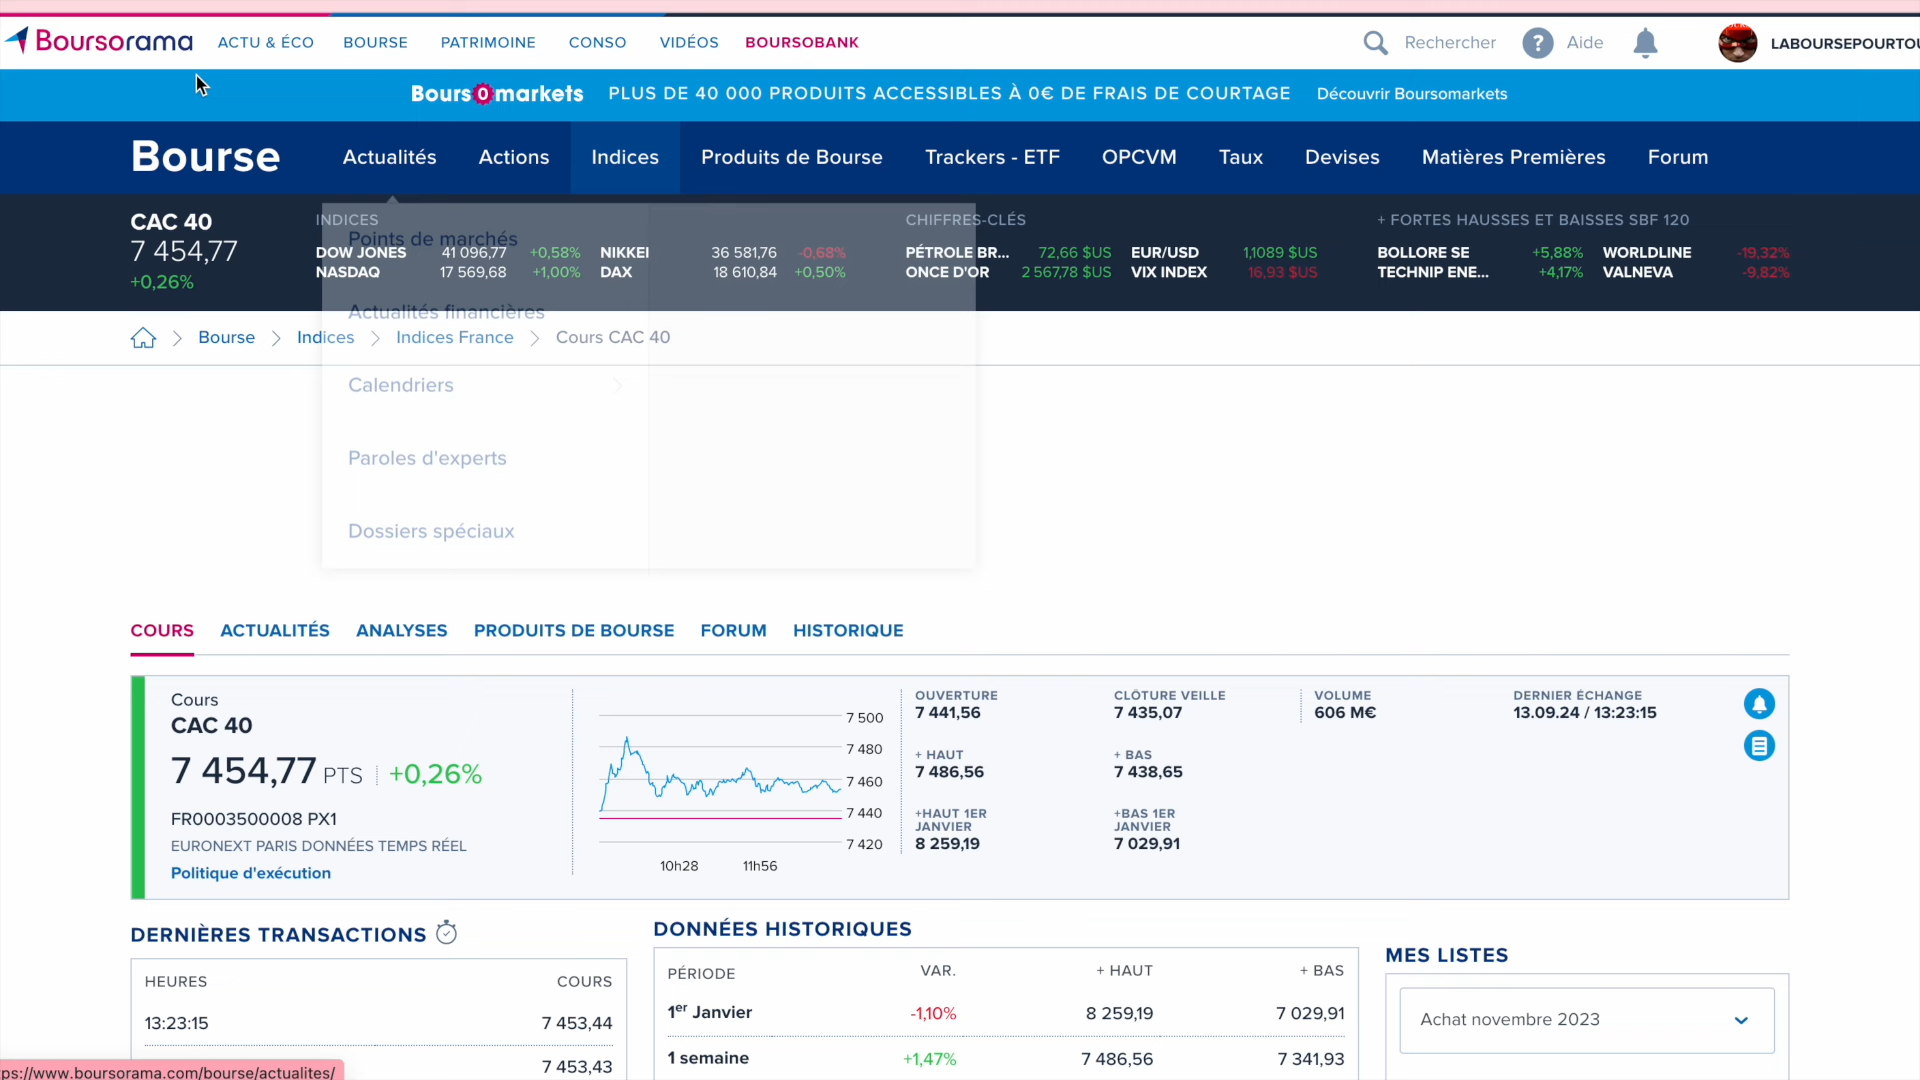 Boursorama ACTU & ÉCO BOURSE PATRIMOINE CONSO VIDÉOS BOURSOBANK Rechercher ? Aide LABOURSEPOURTOU
BoursOmarkets PLUS DE 40 000 PRODUITS ACCESSIBLES À 0€ DE FRAIS DE COURTAGE Découvrir Boursomarkets
Bourse Actualités Actions Indices Produits de Bourse Trackers - ETF OPCVM Taux Devises Matières Premières Forum
CAC 40 INDICES CHIFFRES-CLÉS + FORTES HAUSSES ET BAISSES SBF 120
Points de marchés
7 454,77 DOW JONES 41 096,77 +0,58% NIKKEI 36 581,76 -0,68% PÉTROLE BR... 72,66 $US EUR/USD 1,1089 $US BOLLORE SE +5,88% WORLDLINE -19,32%
NASDAQ 17 569,68 +1,00% DAX 18 610,84 +0,50% ONCE D'OR 2 567,78 $US VIX INDEX 16,93 $US TECHNIP ENE... +4,17% VALNEVA -9,82%
+0,26%
Actualités financières
Bourse Indices Indices France Cours CAC 40
Calendriers
Paroles d'experts
Dossiers spéciaux
COURS ACTUALITÉS ANALYSES PRODUITS DE BOURSE FORUM HISTORIQUE
Cours
CAC 40
7 454,77 PTS +0,26%
FR0003500008 PX1
EURONEXT PARIS DONNÉES TEMPS RÉEL
Politique d'exécution
7 500
7 480
7 460
7 440
7 420
10h28 11h56
OUVERTURE CLÔTURE VEILLE VOLUME DERNIER ÉCHANGE
7 441,56 7 435,07 606 M€ 13.09.24 / 13:23:15
+ HAUT + BAS
7 486,56 7 438,65
+HAUT 1ER +BAS 1ER
JANVIER JANVIER
8 259,19 7 029,91
DERNIÈRES TRANSACTIONS
HEURES COURS
13:23:15 7 453,44
7 453,43
DONNÉES HISTORIQUES
PÉRIODE VAR. + HAUT + BAS
1er Janvier -1,10% 8 259,19 7 029,91
1 semaine +1,47% 7 486,56 7 341,93
MES LISTES
Achat novembre 2023
ps://www.boursorama.com/bourse/actualites/